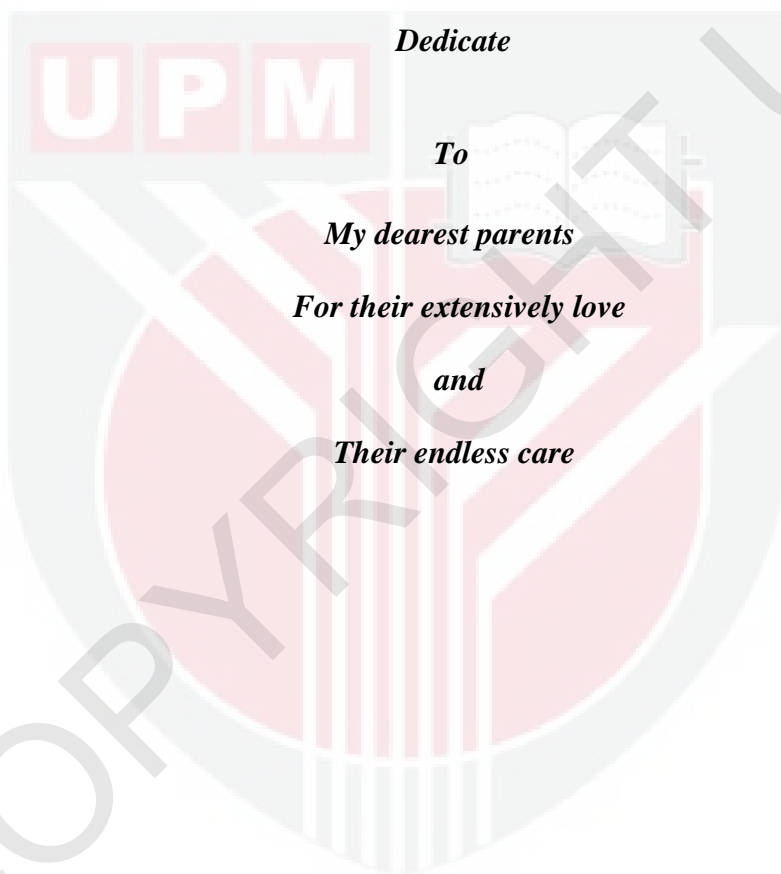 UPM
Dedicate
To
My dearest parents
For their extensively love
and
Their endless care
COPYRIGHT U